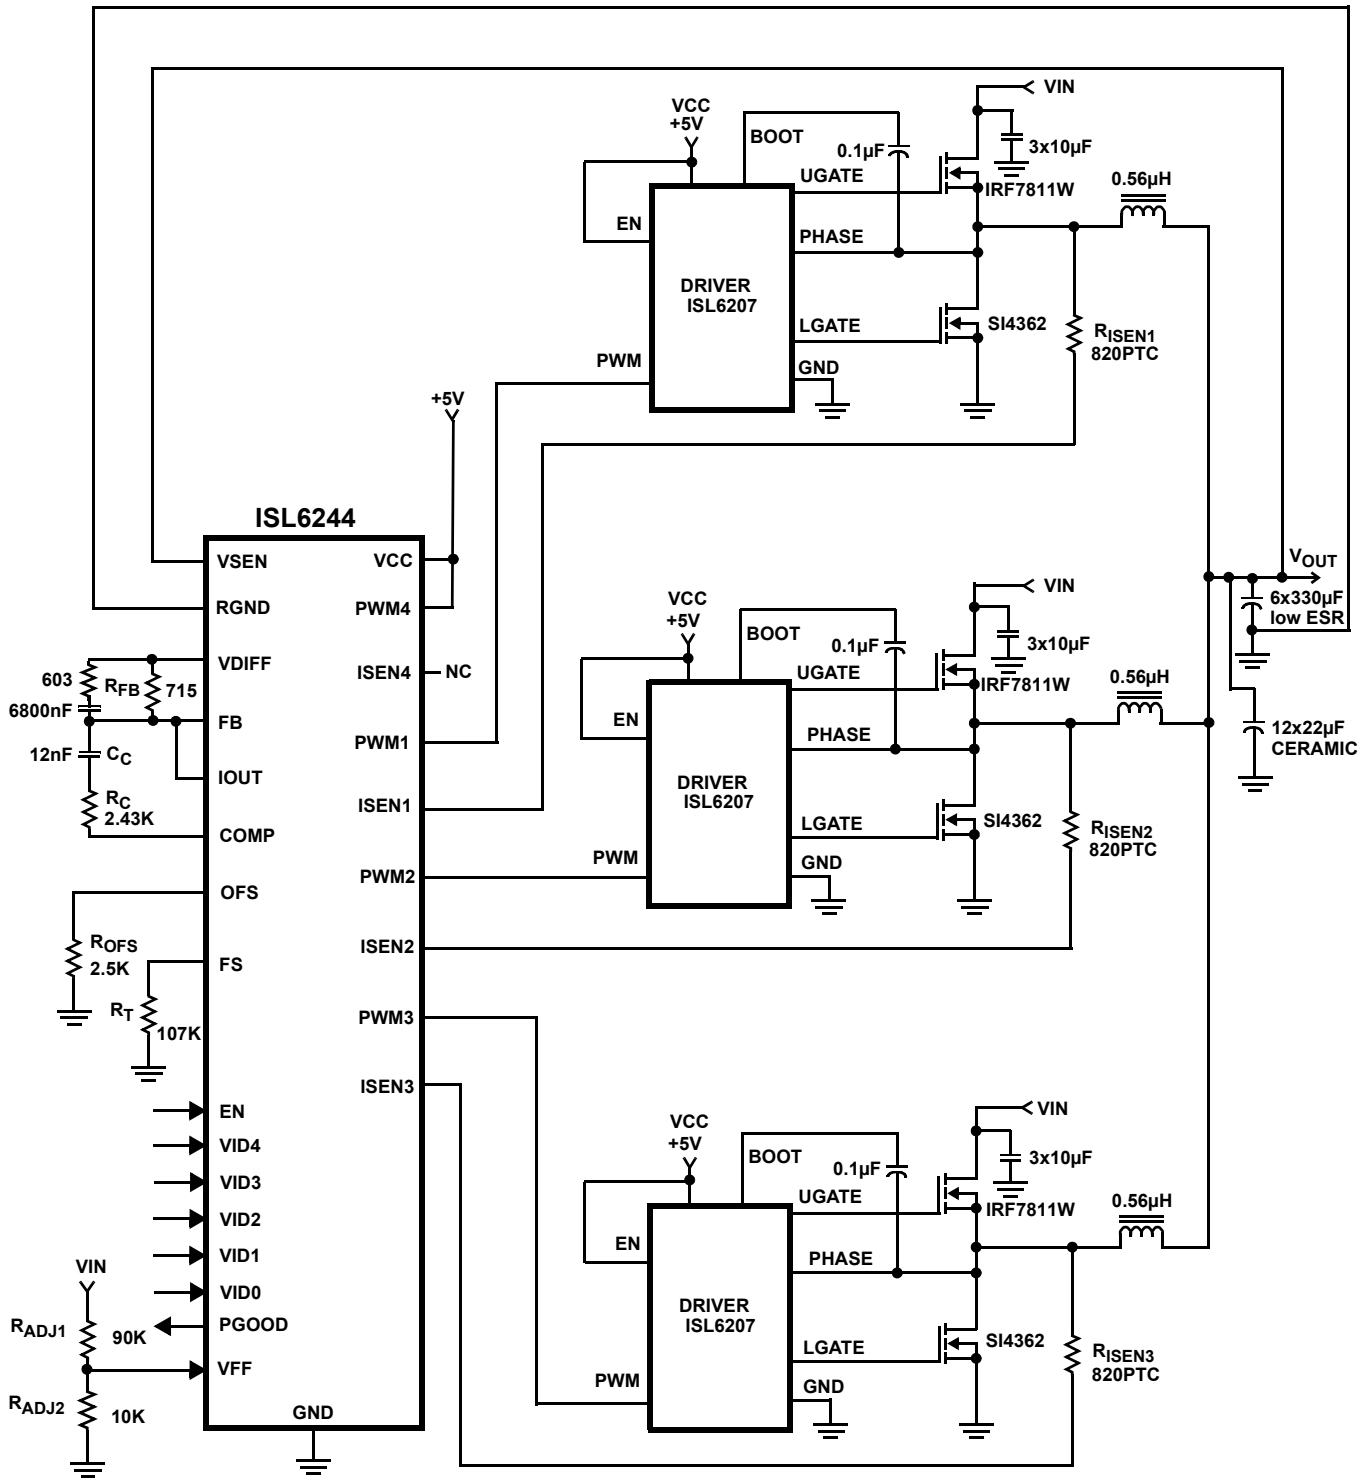 VIN
VCC
+5V
BOOT
0.1µF
3x10µF
UGATE
IRF7811W
0.56µH
EN
PHASE
DRIVER
ISL6207
LGATE
SI4362
RISEN1
820PTC
PWM
GND
+5V
ISL6244
VSEN
RGND
VDIFF
FB
IOUT
COMP
OFS
FS
EN
VID4
VID3
VID2
VID1
VID0
PGOOD
VFF
GND
VCC
PWM4
ISEN4
NC
PWM1
ISEN1
PWM2
ISEN2
PWM3
ISEN3
603
RFB
715
6800nF
12nF
CC
RC
2.43K
ROFS
2.5K
RT
107K
VIN
RADJ1
90K
RADJ2
10K
VIN
VCC
+5V
BOOT
0.1µF
3x10µF
UGATE
IRF7811W
0.56µH
EN
PHASE
DRIVER
ISL6207
LGATE
SI4362
RISEN2
820PTC
PWM
GND
VOUT
6x330µF
low ESR
12x22µF
CERAMIC
VIN
VCC
+5V
BOOT
0.1µF
3x10µF
UGATE
IRF7811W
0.56µH
EN
PHASE
DRIVER
ISL6207
LGATE
SI4362
RISEN3
820PTC
PWM
GND